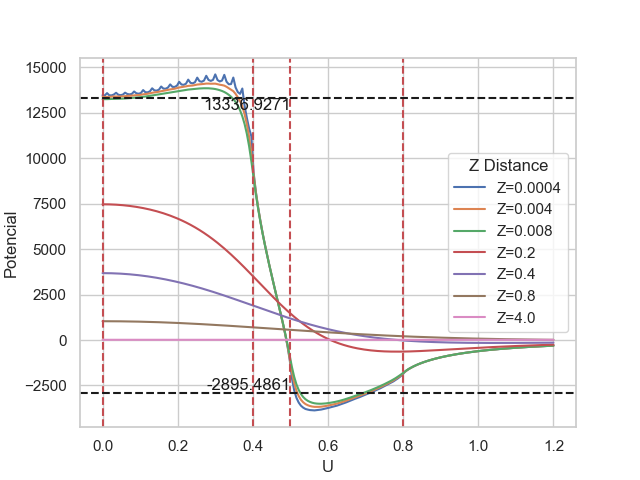 15000
12500
10000
7500
5000
2500
0
−2500
Potencial
13336.9271
-2895.4861
Z Distance
Z=0.0004
Z=0.004
Z=0.008
Z=0.2
Z=0.4
Z=0.8
Z=4.0
0.0 0.2 0.4 0.6 0.8 1.0 1.2
U